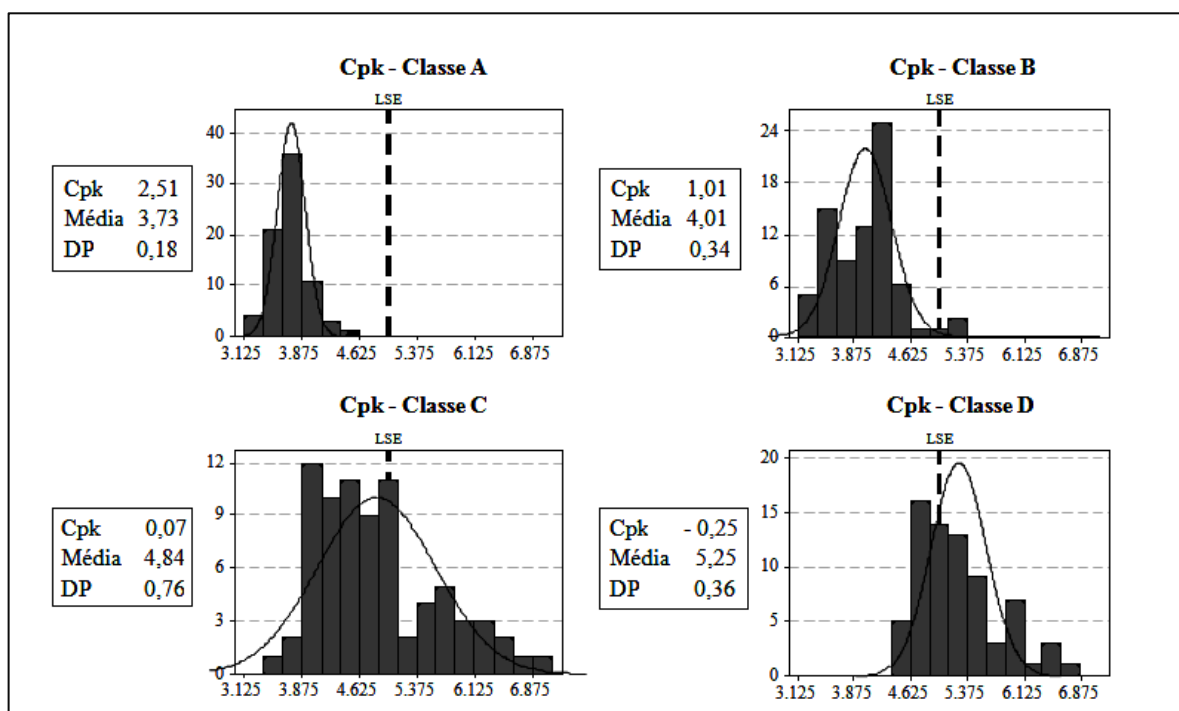 Cpk - Classe A
LSE
40
30
20
10
0
3.125 3.875 4.625 5.375 6.125 6.875
Cpk 2,51
Média 3,73
DP 0,18
Cpk - Classe B
LSE
24
18
12
6
0
3.125 3.875 4.625 5.375 6.125 6.875
Cpk 1,01
Média 4,01
DP 0,34
Cpk - Classe C
LSE
12
9
6
3
0
3.125 3.875 4.625 5.375 6.125 6.875
Cpk 0,07
Média 4,84
DP 0,76
Cpk - Classe D
LSE
20
15
10
5
0
3.125 3.875 4.625 5.375 6.125 6.875
Cpk - 0,25
Média 5,25
DP 0,36